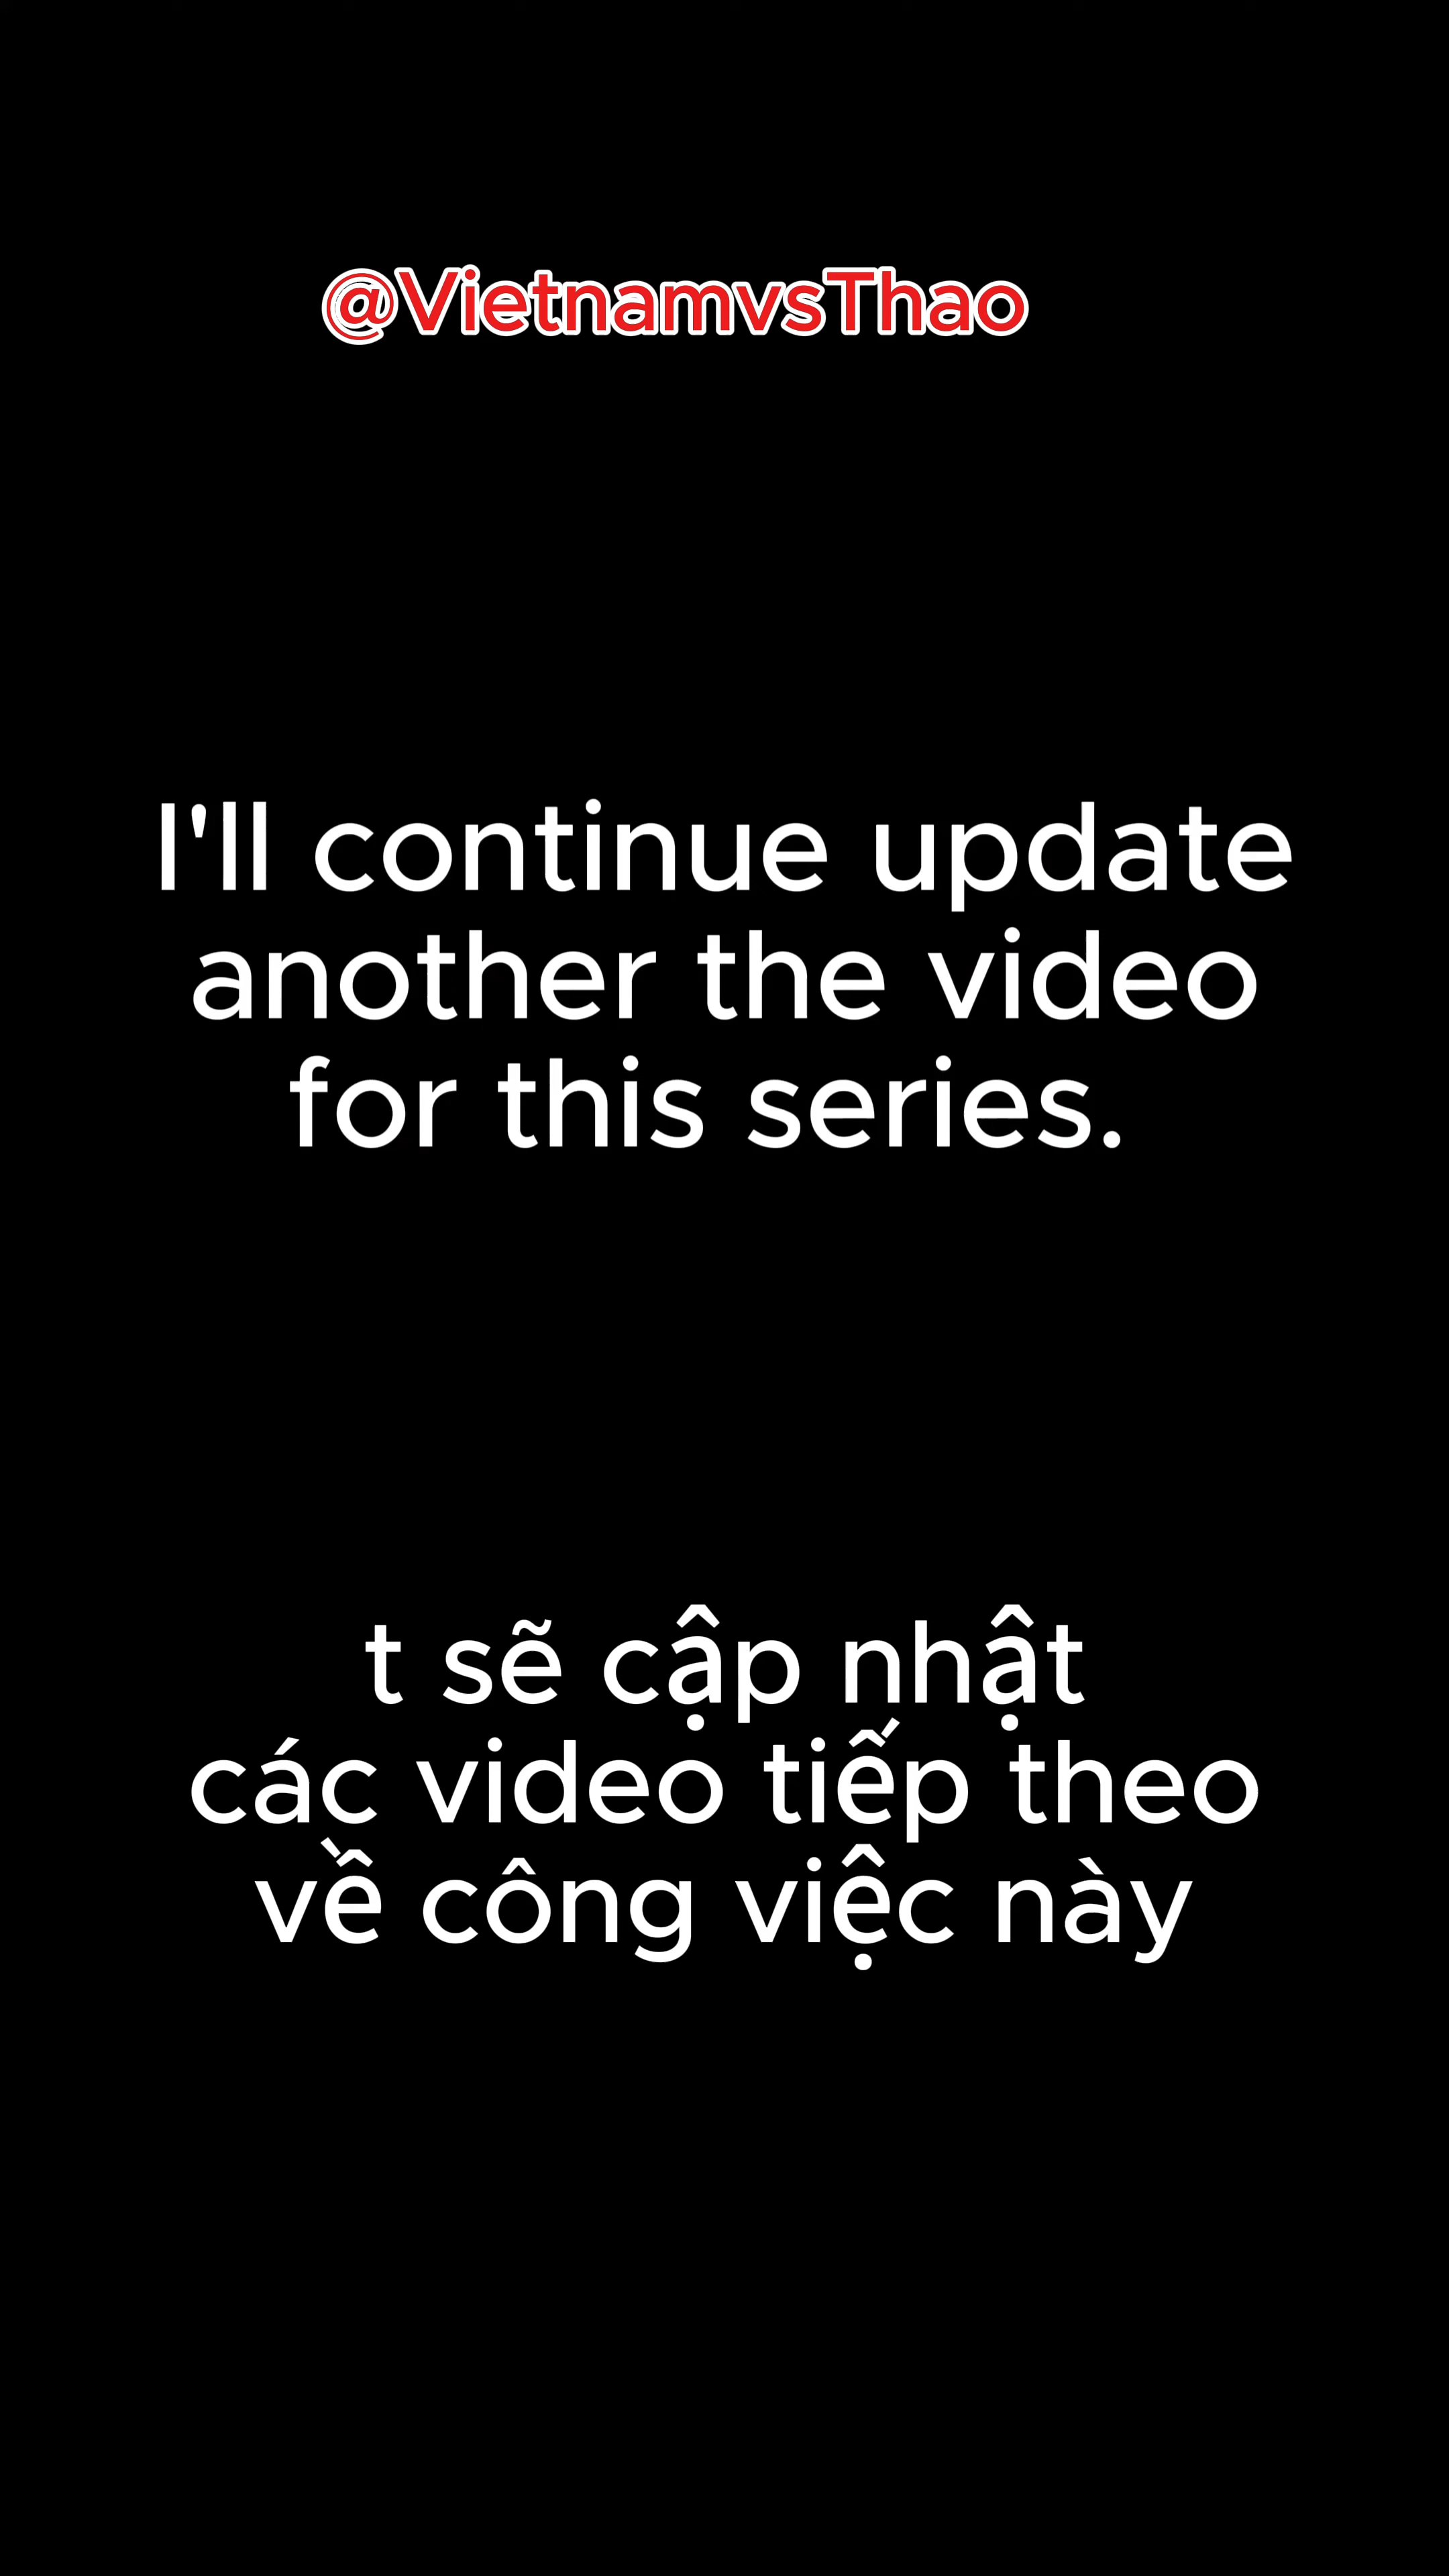 @VietnamvsThao
I'll continue update
another the video
for this series.
t sẽ cập nhật
các video tiếp theo
về công việc này